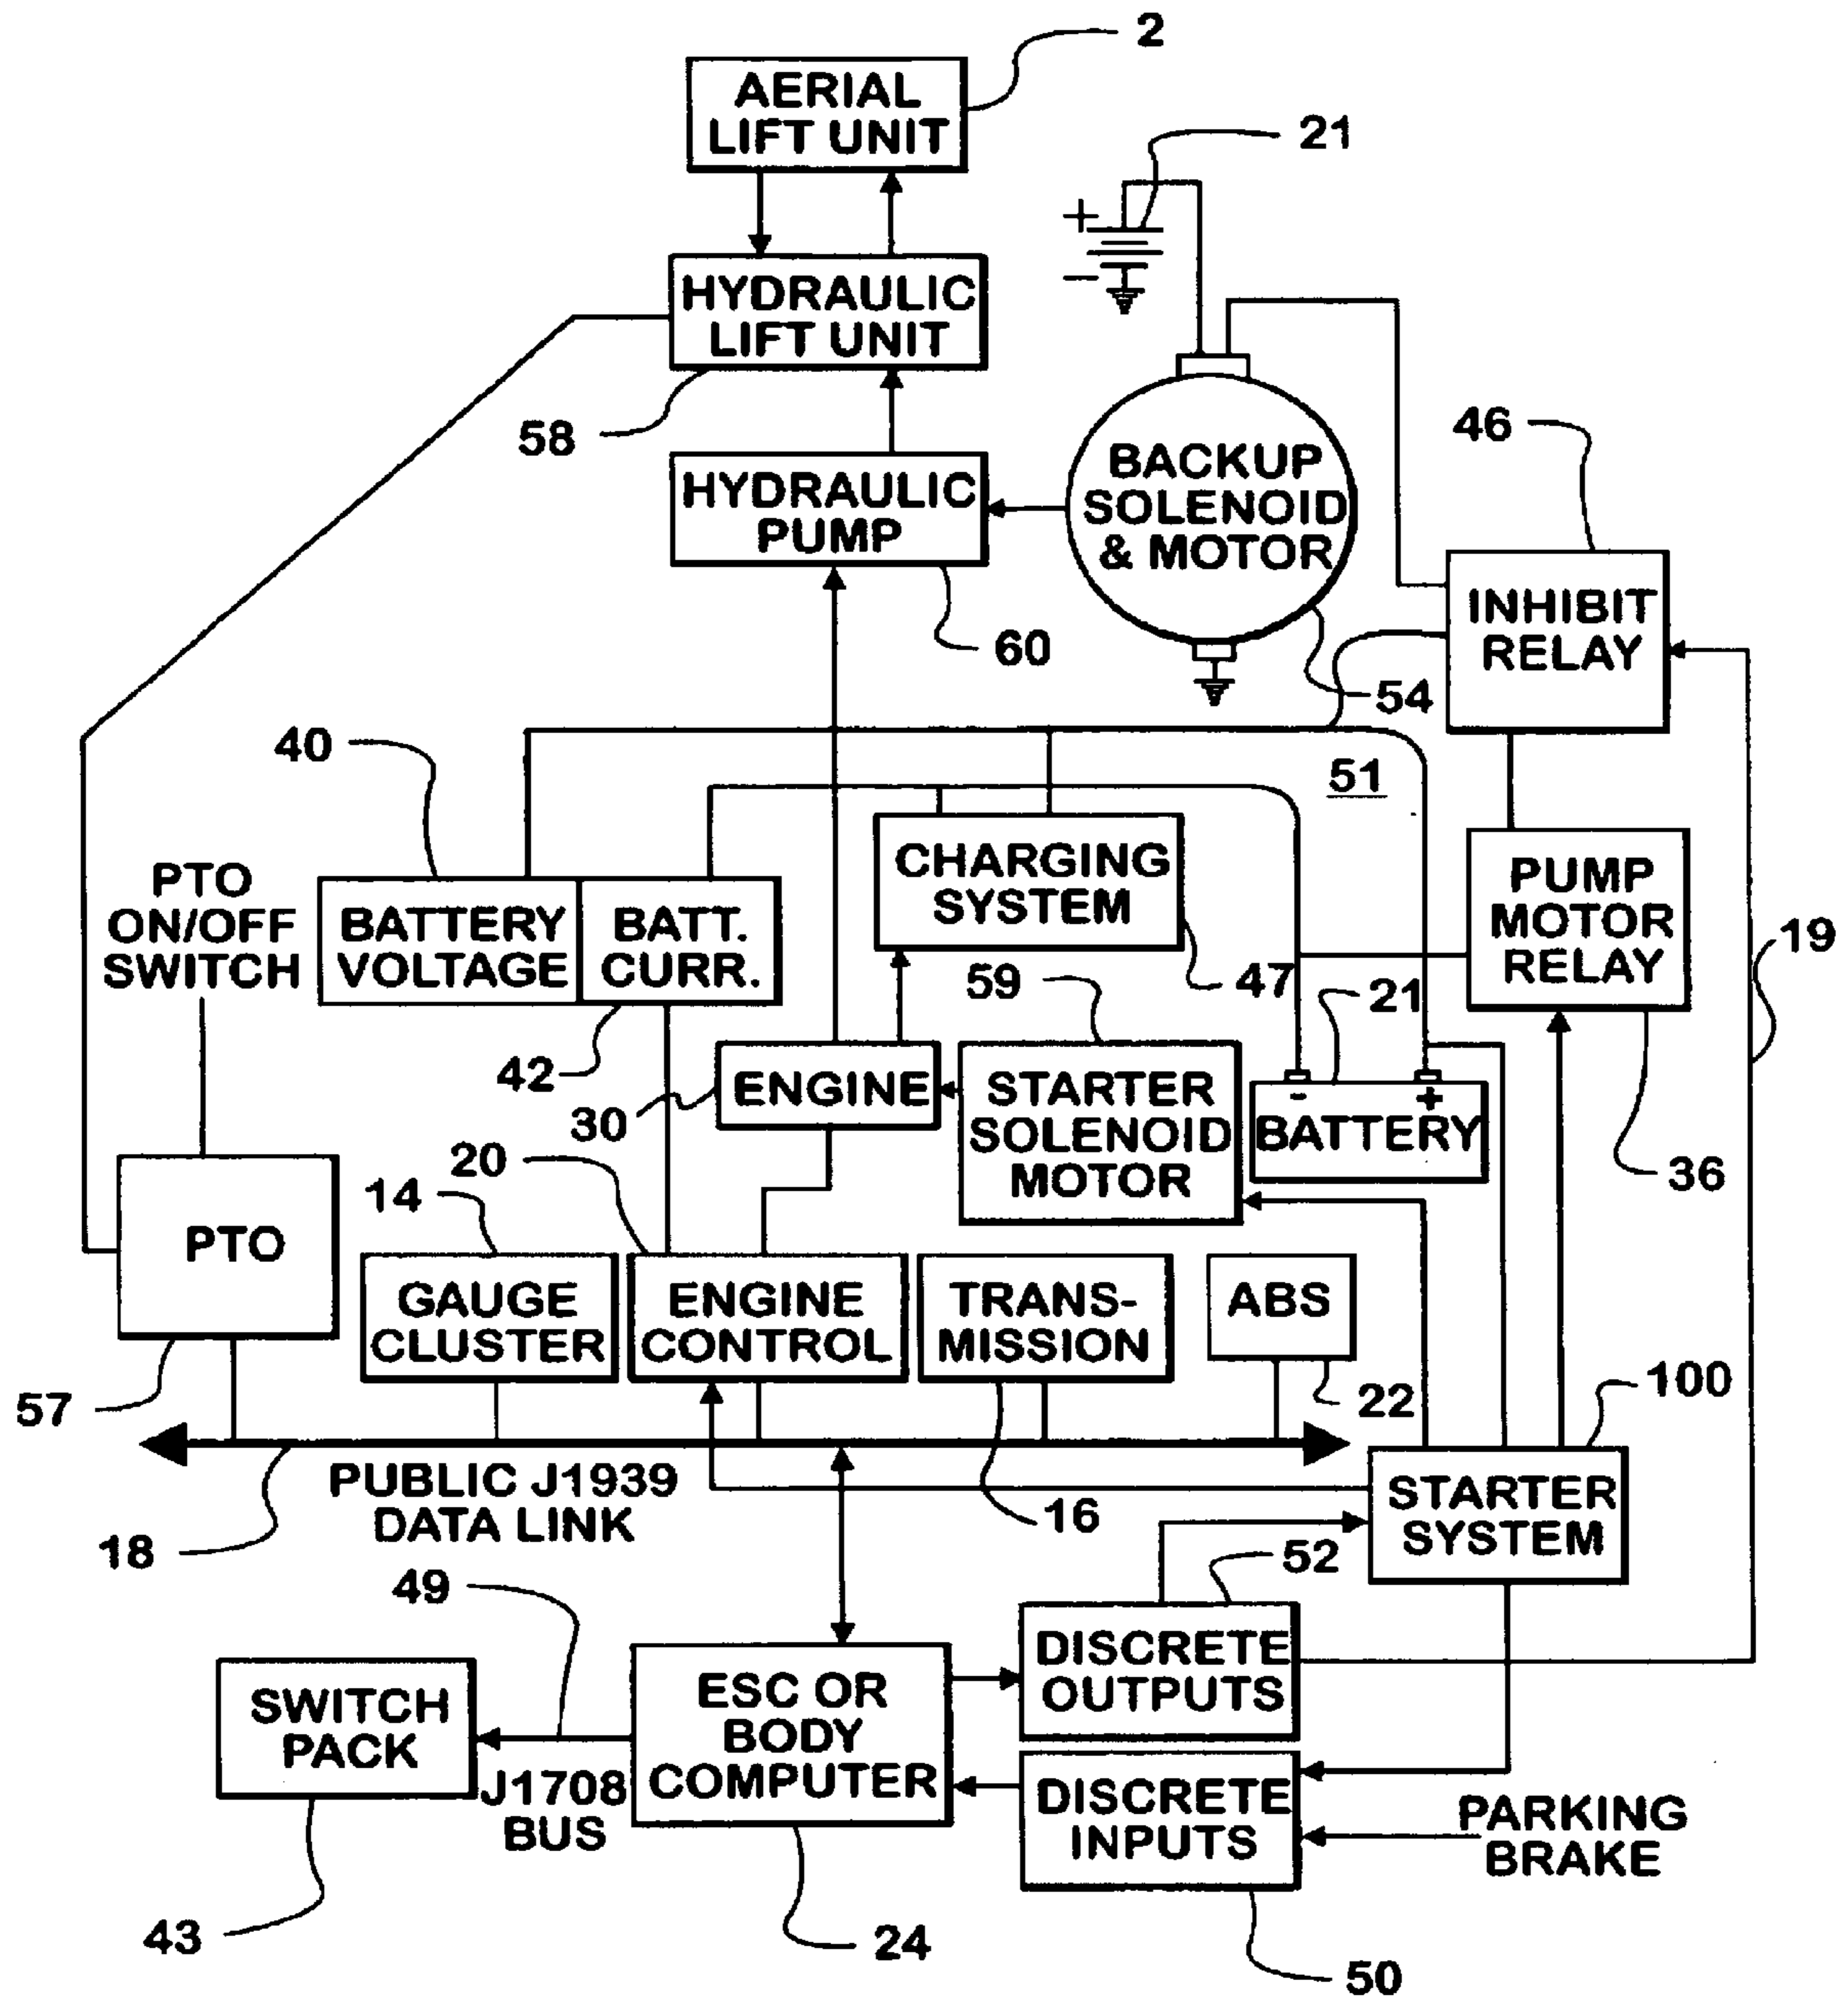 2
AERIAL
LIFT UNIT
21
+
−
HYDRAULIC
LIFT UNIT
58
46
BACKUP
SOLENOID
& MOTOR
HYDRAULIC
PUMP
INHIBIT
RELAY
60
54
40
51
PTO
ON/OFF
SWITCH
BATTERY
VOLTAGE
BATT.
CURR.
CHARGING
SYSTEM
PUMP
MOTOR
RELAY
19
47
59
21
42
30
ENGINE
STARTER
SOLENOID
MOTOR
- +
BATTERY
36
20
14
PTO
GAUGE
CLUSTER
ENGINE
CONTROL
TRANS-
MISSION
ABS
57
22
100
PUBLIC J1939
DATA LINK
18
16
STARTER
SYSTEM
52
49
DISCRETE
OUTPUTS
SWITCH
PACK
ESC OR
BODY
COMPUTER
J1708
BUS
DISCRETE
INPUTS
PARKING
BRAKE
43
24
50